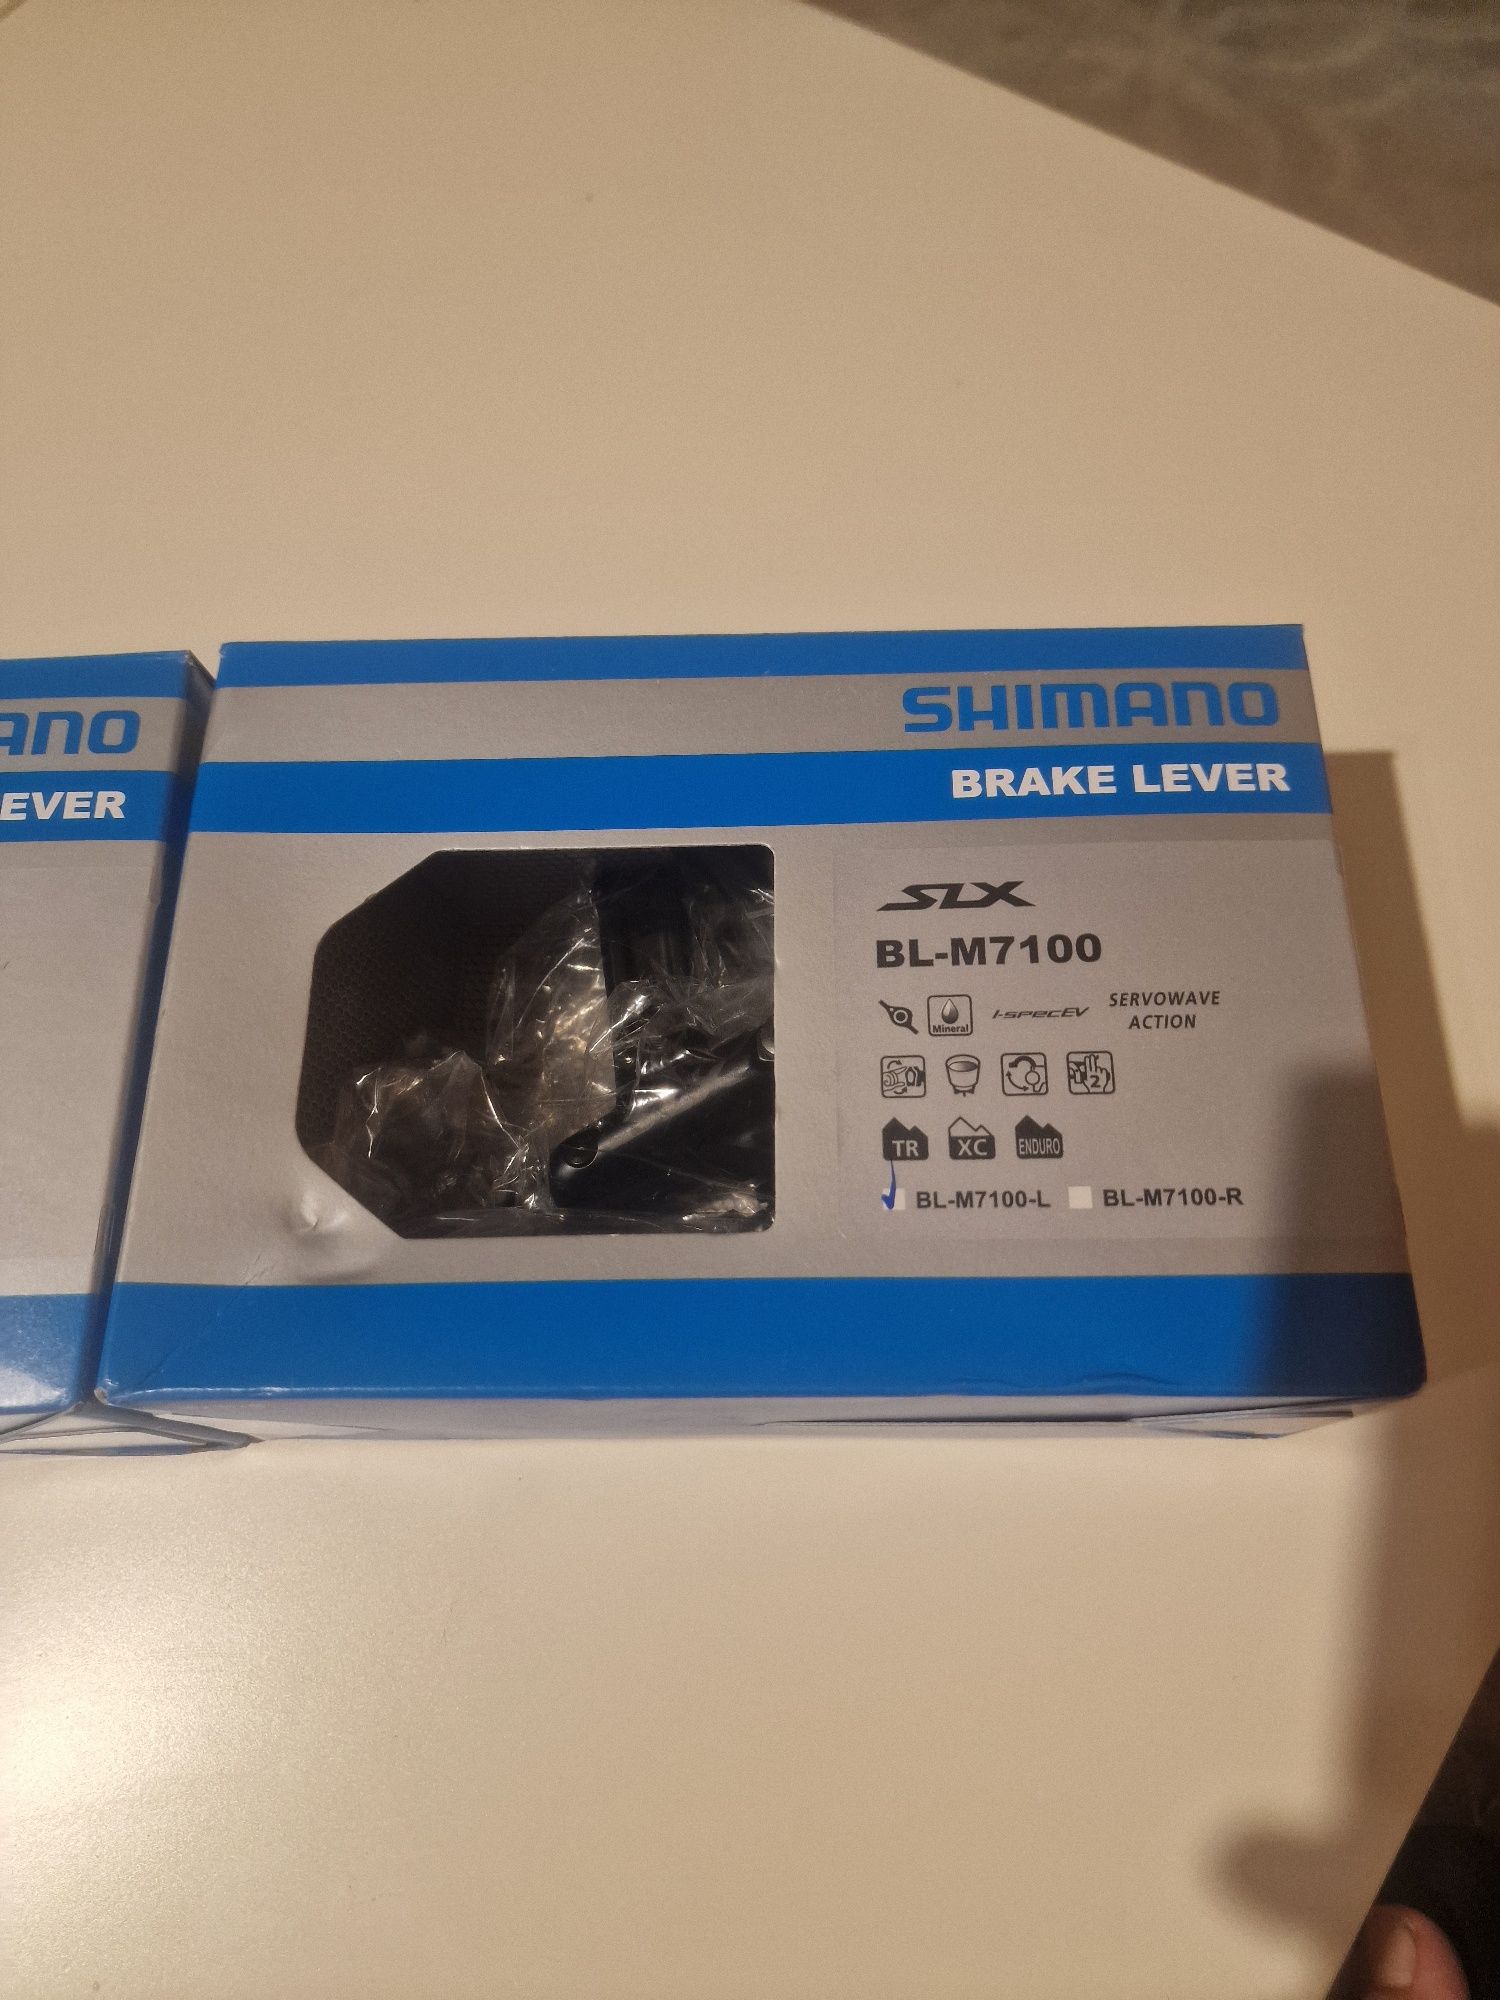 ANO
EVER
SHIMANO
BRAKE LEVER
SLX
BL-M7100
Mineral
I-SPEC EV
SERVOWAVE
ACTION
2
TR
XC
ENDURO
BL-M7100-L
BL-M7100-R